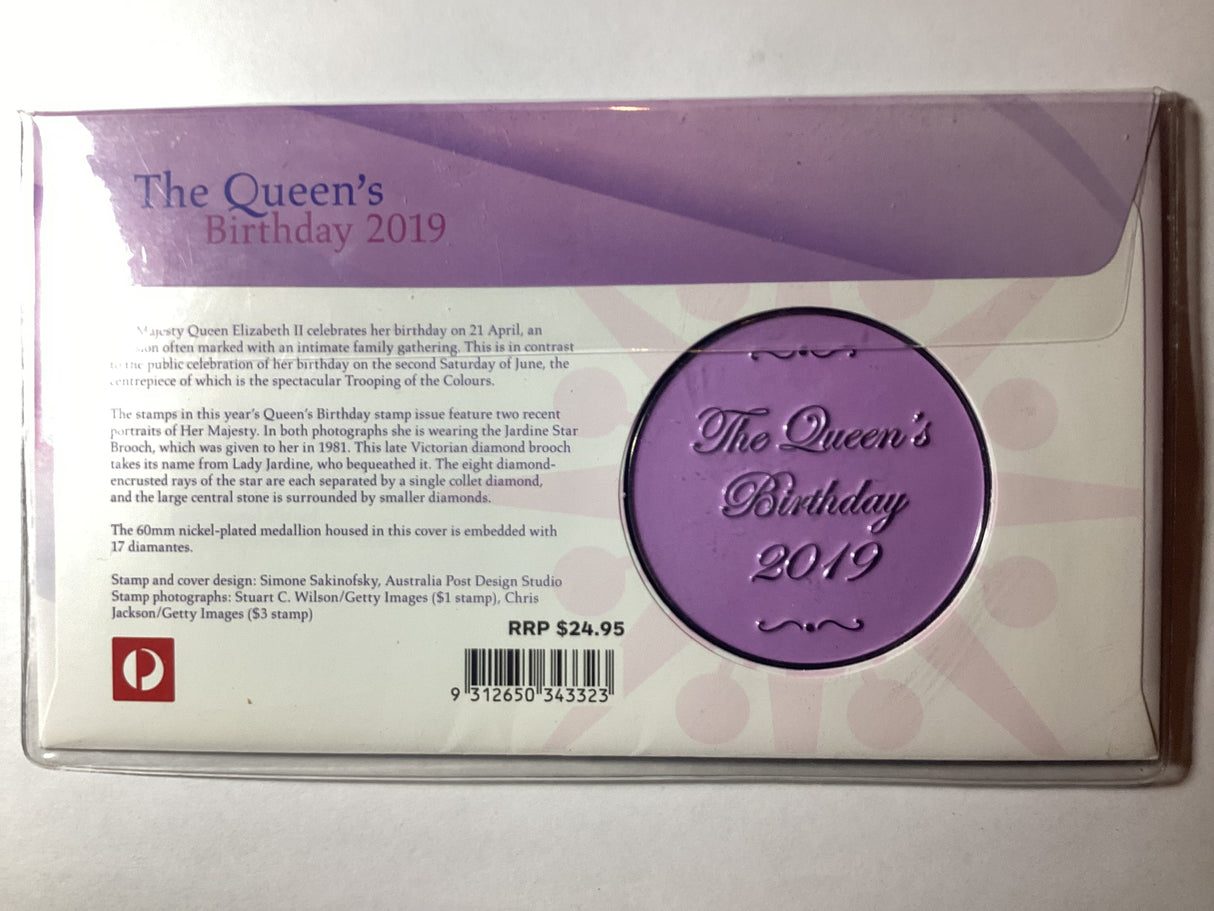 The Queen's
Birthday 2019
Majesty Queen Elizabeth II celebrates her birthday on 21 April, an
often marked with an intimate family gathering. This is in contrast
to the public celebration of her birthday on the second Saturday of June, the
centrepiece of which is the spectacular Trooping of the Colours.
The stamps in this year's Queen's Birthday stamp issue feature two recent
portraits of Her Majesty. In both photographs she is wearing the Jardine Star
Brooch, which was given to her in 1981. This late Victorian diamond brooch
takes its name from Lady Jardine, who bequeathed it. The eight diamond-
encrusted rays of the star are each separated by a single collet diamond,
and the large central stone is surrounded by smaller diamonds.
The 60mm nickel-plated medallion housed in this cover is embedded with
17 diamantes.
Stamp and cover design: Simone Sakinofsky, Australia Post Design Studio
Stamp photographs: Stuart C. Wilson/Getty Images ($1 stamp), Chris
Jackson/Getty Images ($3 stamp)
RRP $24.95
9 312650 343323
The Queen's
Birthday
2019